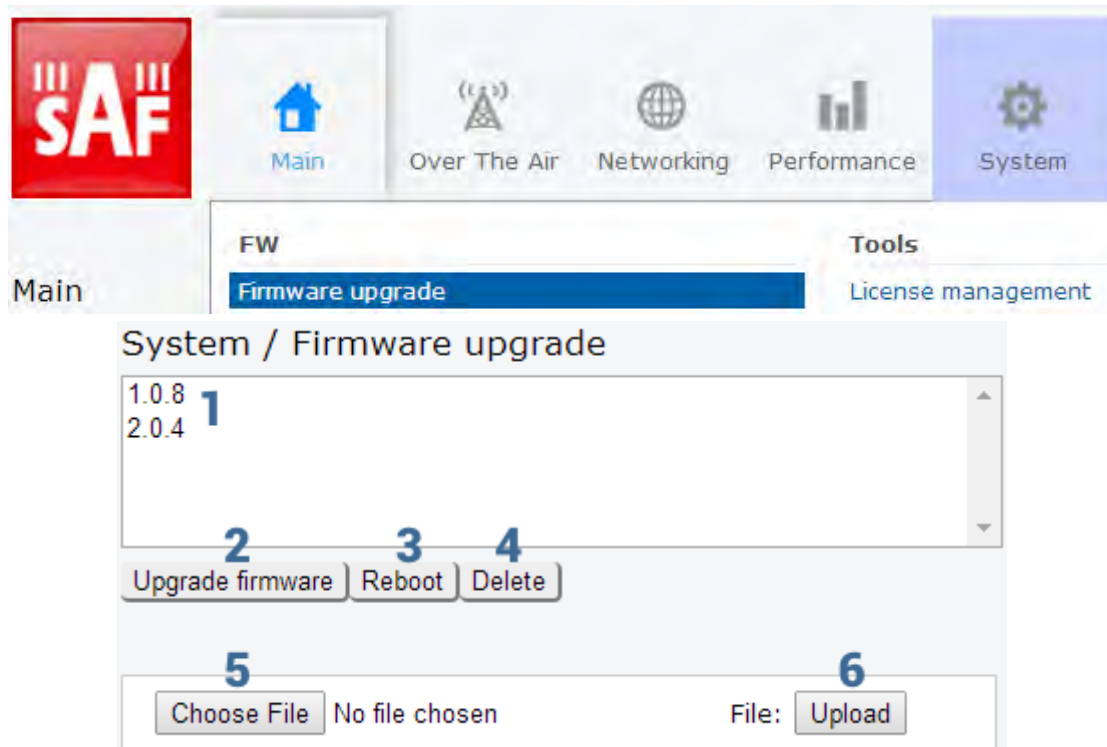 SAF
Main
Over The Air
Networking
Performance
System
Main
FW
Firmware upgrade
Tools
License management
System / Firmware upgrade
1.0.8
1
2.0.4
2
3
4
Upgrade firmware
Reboot
Delete
5
6
Choose File No file chosen
File: Upload